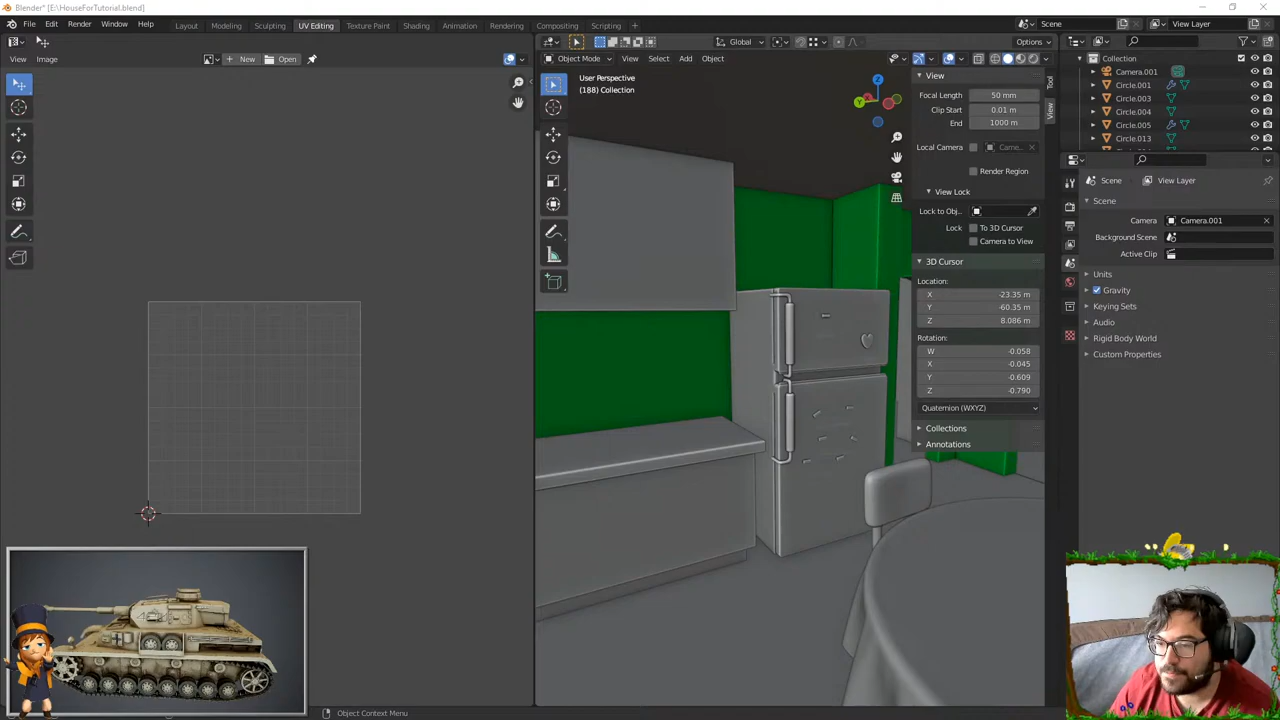 Blender* [E:\HouseForTutorial.blend]
File Edit Render Window Help Layout Modeling Sculpting UV Editing Texture Paint Shading Animation Rendering Compositing Scripting + Scene View Layer
Global Options
View Image New Open Object Mode View Select Add Object
User Perspective
(188) Collection
View
Focal Length 50 mm
Clip Start 0.01 m
End 1000 m
Local Camera Came...
Render Region
View Lock
Lock to Obj...
Lock To 3D Cursor
Camera to View
3D Cursor
Location:
X -23.35 m
Y -60.35 m
Z 8.086 m
Rotation:
W -0.058
X -0.045
Y -0.609
Z -0.790
Quaternion (WXYZ)
Collections
Annotations
Tool
View
Z
Y
Collection
Camera.001
Circle.001
Circle.003
Circle.004
Circle.005
Circle.013
Scene View Layer
Scene
Camera Camera.001
Background Scene
Active Clip
Units
Gravity
Keying Sets
Audio
Rigid Body World
Custom Properties
Object Context Menu